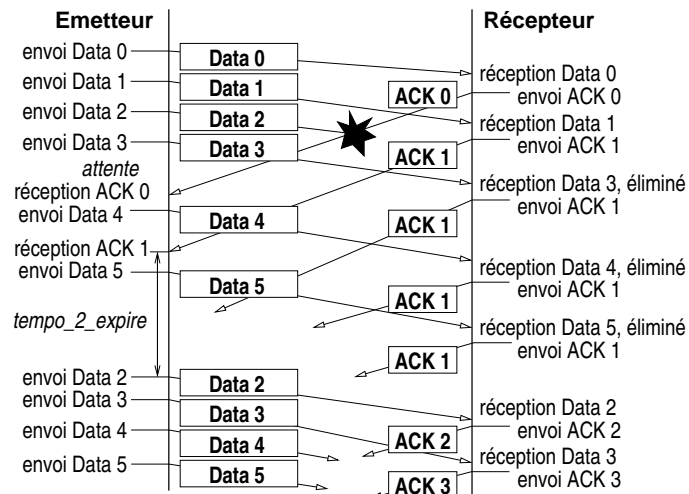 Emetteur
Récepteur
envoi Data 0
Data 0
réception Data 0
envoi Data 1
Data 1
ACK 0
envoi ACK 0
envoi Data 2
Data 2
réception Data 1
envoi Data 3
Data 3
ACK 1
envoi ACK 1
attente
réception ACK 0
réception Data 3, éliminé
envoi Data 4
Data 4
ACK 1
envoi ACK 1
réception ACK 1
envoi Data 5
Data 5
réception Data 4, éliminé
ACK 1
envoi ACK 1
tempo_2_expire
réception Data 5, éliminé
ACK 1
envoi ACK 1
envoi Data 2
Data 2
envoi Data 3
Data 3
réception Data 2
envoi Data 4
Data 4
ACK 2
envoi ACK 2
envoi Data 5
Data 5
réception Data 3
ACK 3
envoi ACK 3